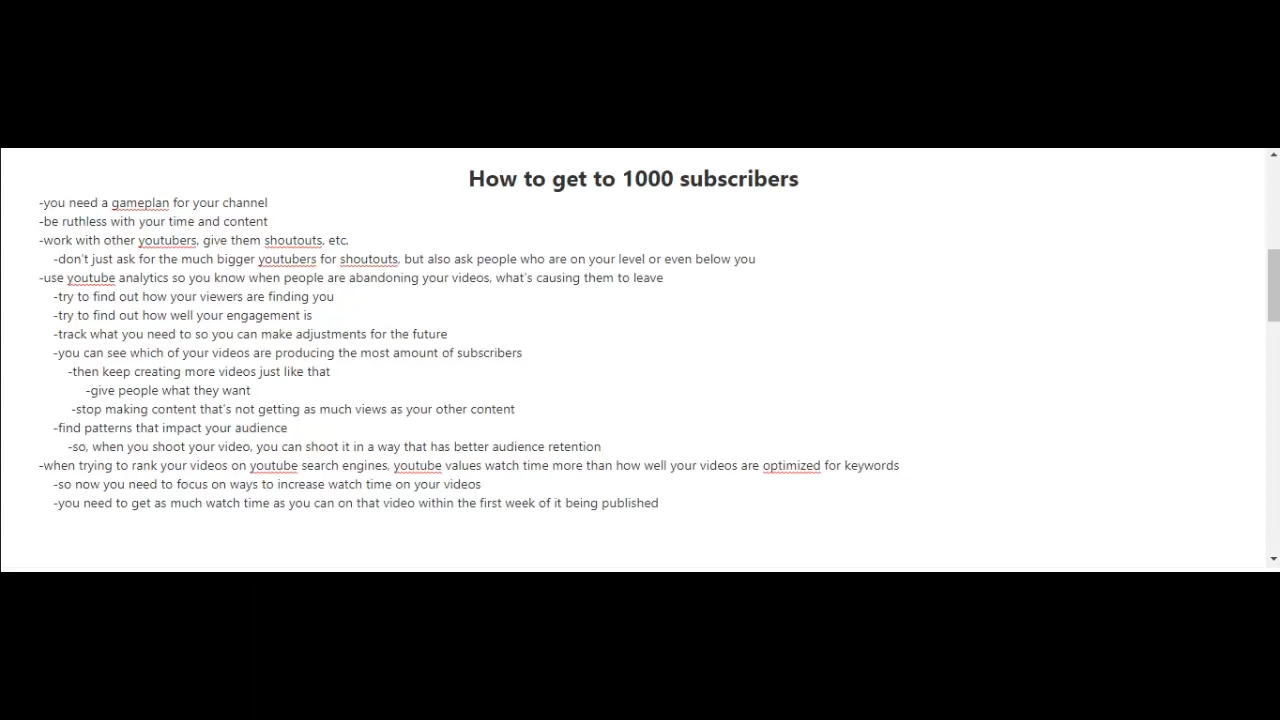 How to get to 1000 subscribers
-you need a gameplan for your channel
-be ruthless with your time and content
-work with other youtubers, give them shoutouts, etc.
-don't just ask for the much bigger youtubers for shoutouts, but also ask people who are on your level or even below you
-use youtube analytics so you know when people are abandoning your videos, what's causing them to leave
-try to find out how your viewers are finding you
-try to find out how well your engagement is
-track what you need to so you can make adjustments for the future
-you can see which of your videos are producing the most amount of subscribers
-then keep creating more videos just like that
-give people what they want
-stop making content that's not getting as much views as your other content
-find patterns that impact your audience
-so, when you shoot your video, you can shoot it in a way that has better audience retention
-when trying to rank your videos on youtube search engines, youtube values watch time more than how well your videos are optimized for keywords
-so now you need to focus on ways to increase watch time on your videos
-you need to get as much watch time as you can on that video within the first week of it being published